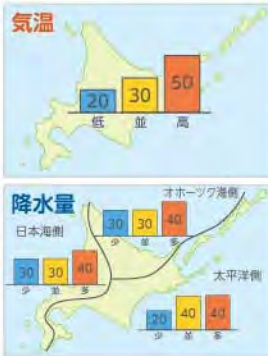 気温
20 30 50
低 並 高
降水量
オホーツク海側
日本海側
30 30 40
少 並 多
30 30 40
少 並 多
太平洋側
20 40 40
少 並 多